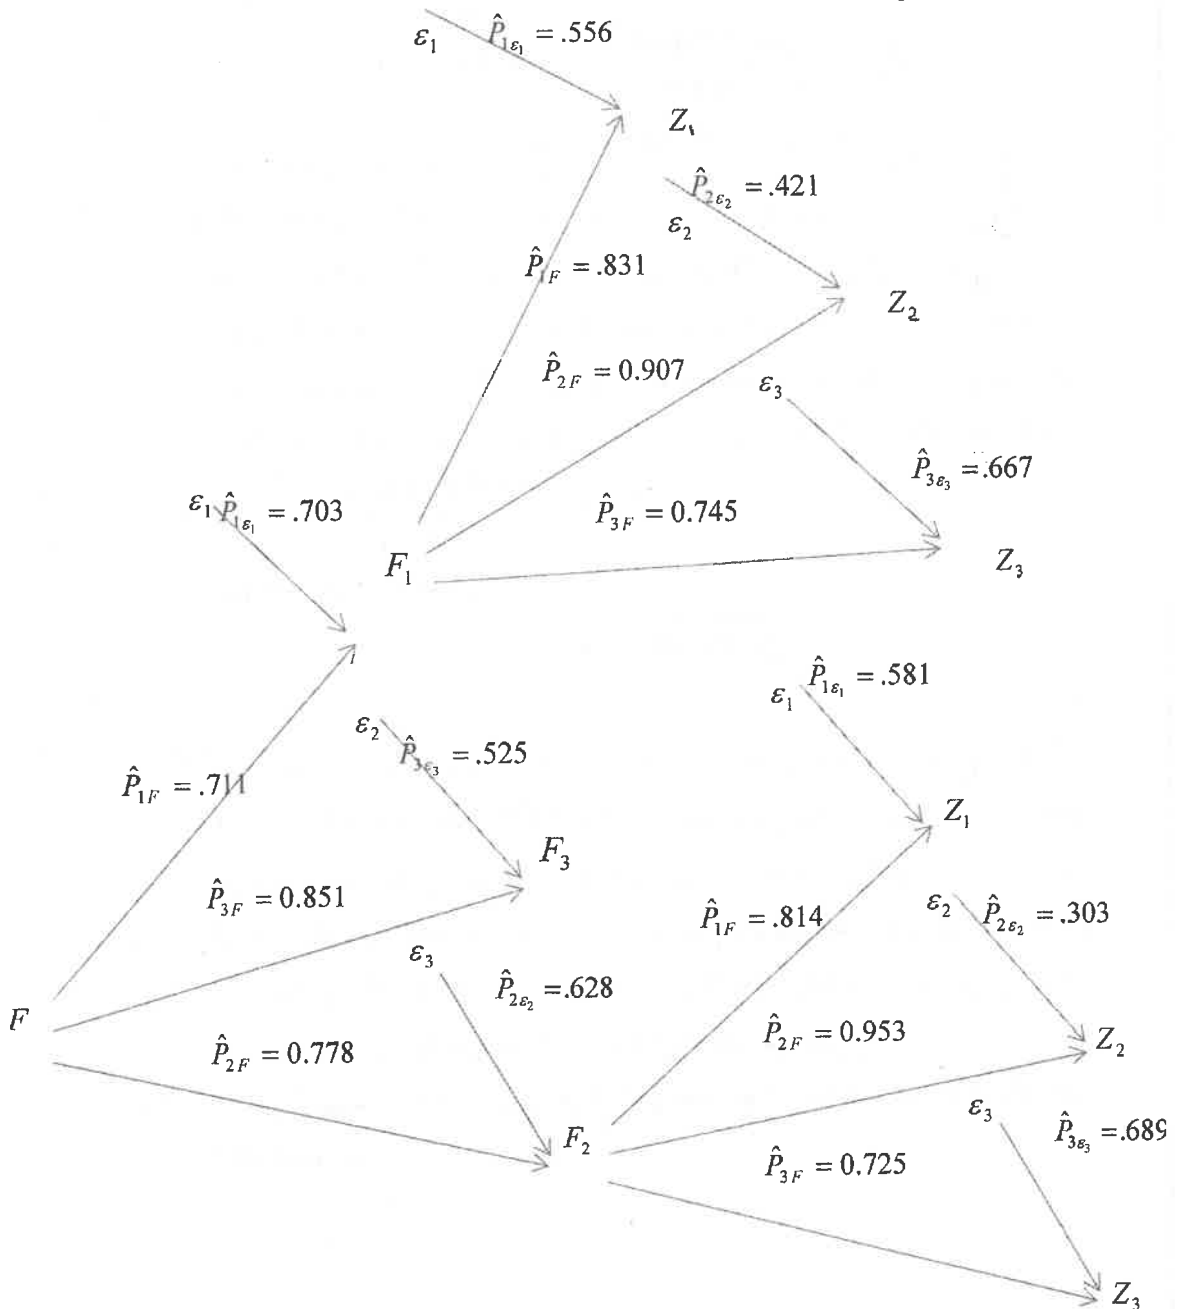 ε₁ P̂₁ε₁ = .556
Z₁
P̂₂ε₂ = .421
ε₂
P̂₁F = .831
Z₂
P̂₂F = 0.907
ε₃
P̂₃ε₃ = .667
ε₁ P̂₁ε₁ = .703
P̂₃F = 0.745
F₁
Z₃
ε₁ P̂₁ε₁ = .581
ε₂ P̂₃ε₃ = .525
P̂₁F = .711
Z₁
F₃
P̂₃F = 0.851
P̂₁F = .814
ε₂ P̂₂ε₂ = .303
ε₃
P̂₂ε₂ = .628
F
P̂₂F = 0.953
Z₂
P̂₂F = 0.778
ε₃ P̂₃ε₃ = .689
F₂
P̂₃F = 0.725
Z₃